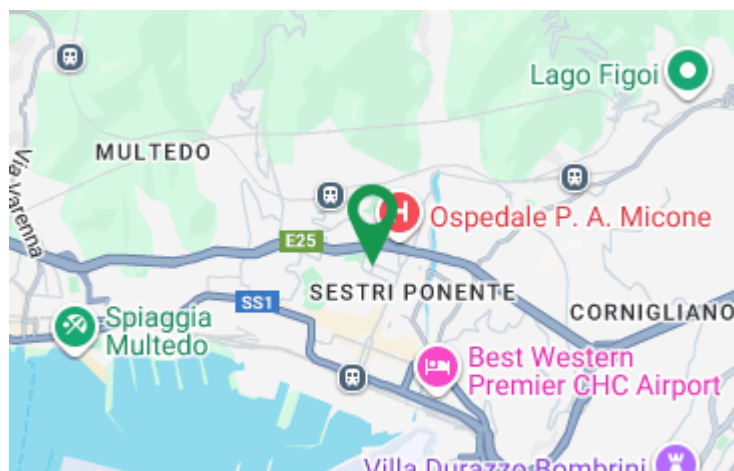 Lago Figoi
MULTEDO
Via Varenna
H
Ospedale P. A. Micone
E25
SESTRI PONENTE
SS1
CORNIGLIANO
Spiaggia
Multedo
Best Western
Premier CHC Airport
Villa Durazzo Bombrini